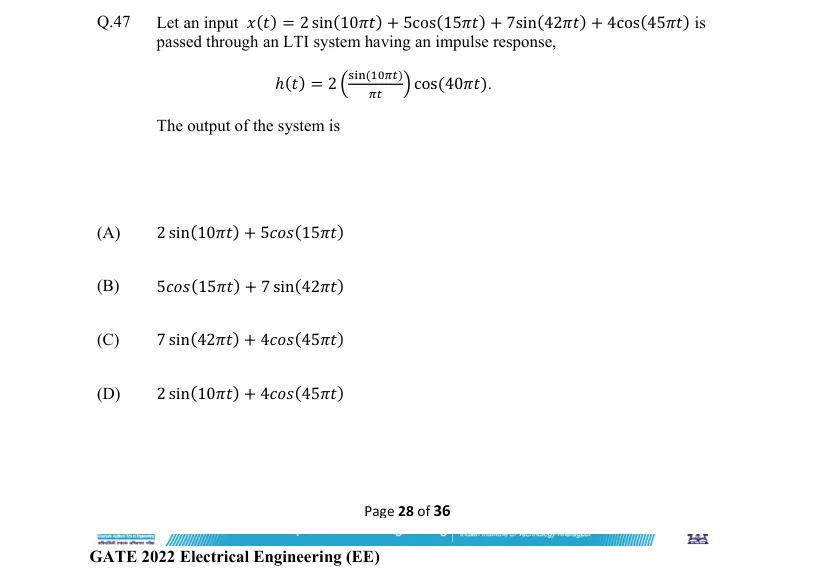 Q.47 Let an input x(t) = 2 sin(10πt) + 5cos(15πt) + 7sin(42πt) + 4cos(45πt) is
passed through an LTI system having an impulse response,
h(t) = 2 (sin(10πt)/πt) cos(40πt).
The output of the system is
(A) 2 sin(10πt) + 5cos(15πt)
(B) 5cos(15πt) + 7 sin(42πt)
(C) 7 sin(42πt) + 4cos(45πt)
(D) 2 sin(10πt) + 4cos(45πt)
Page 28 of 36
GATE 2022 Electrical Engineering (EE)